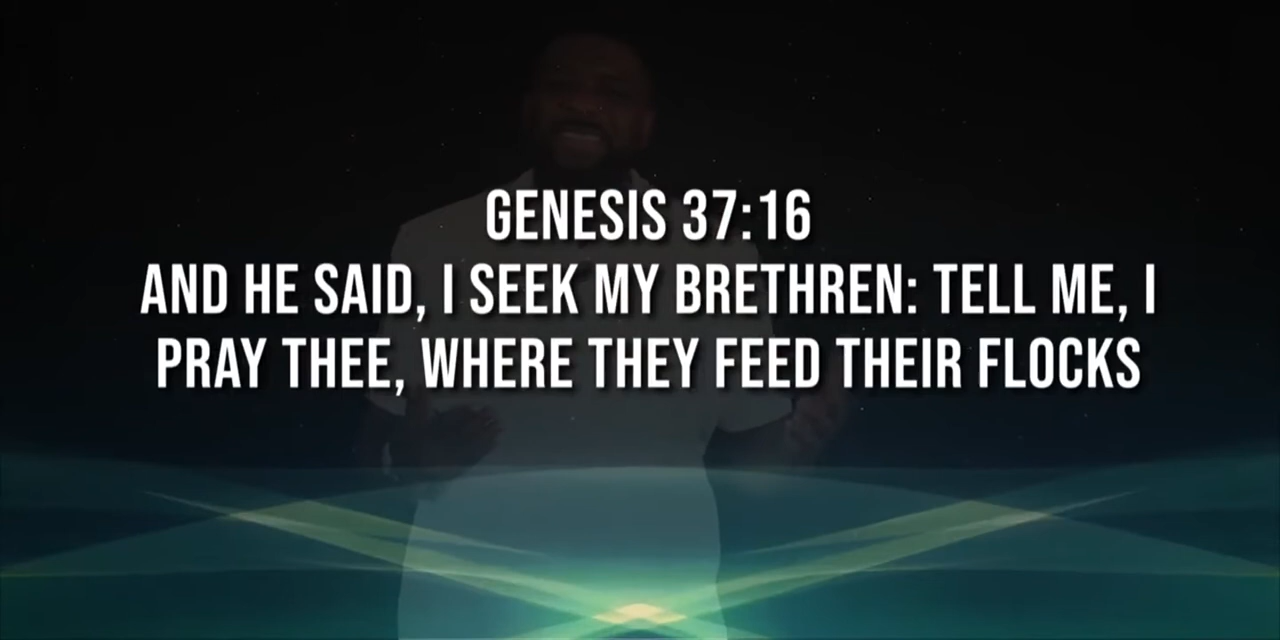 GENESIS 37:16
AND HE SAID, I SEEK MY BRETHREN: TELL ME, I
PRAY THEE, WHERE THEY FEED THEIR FLOCKS